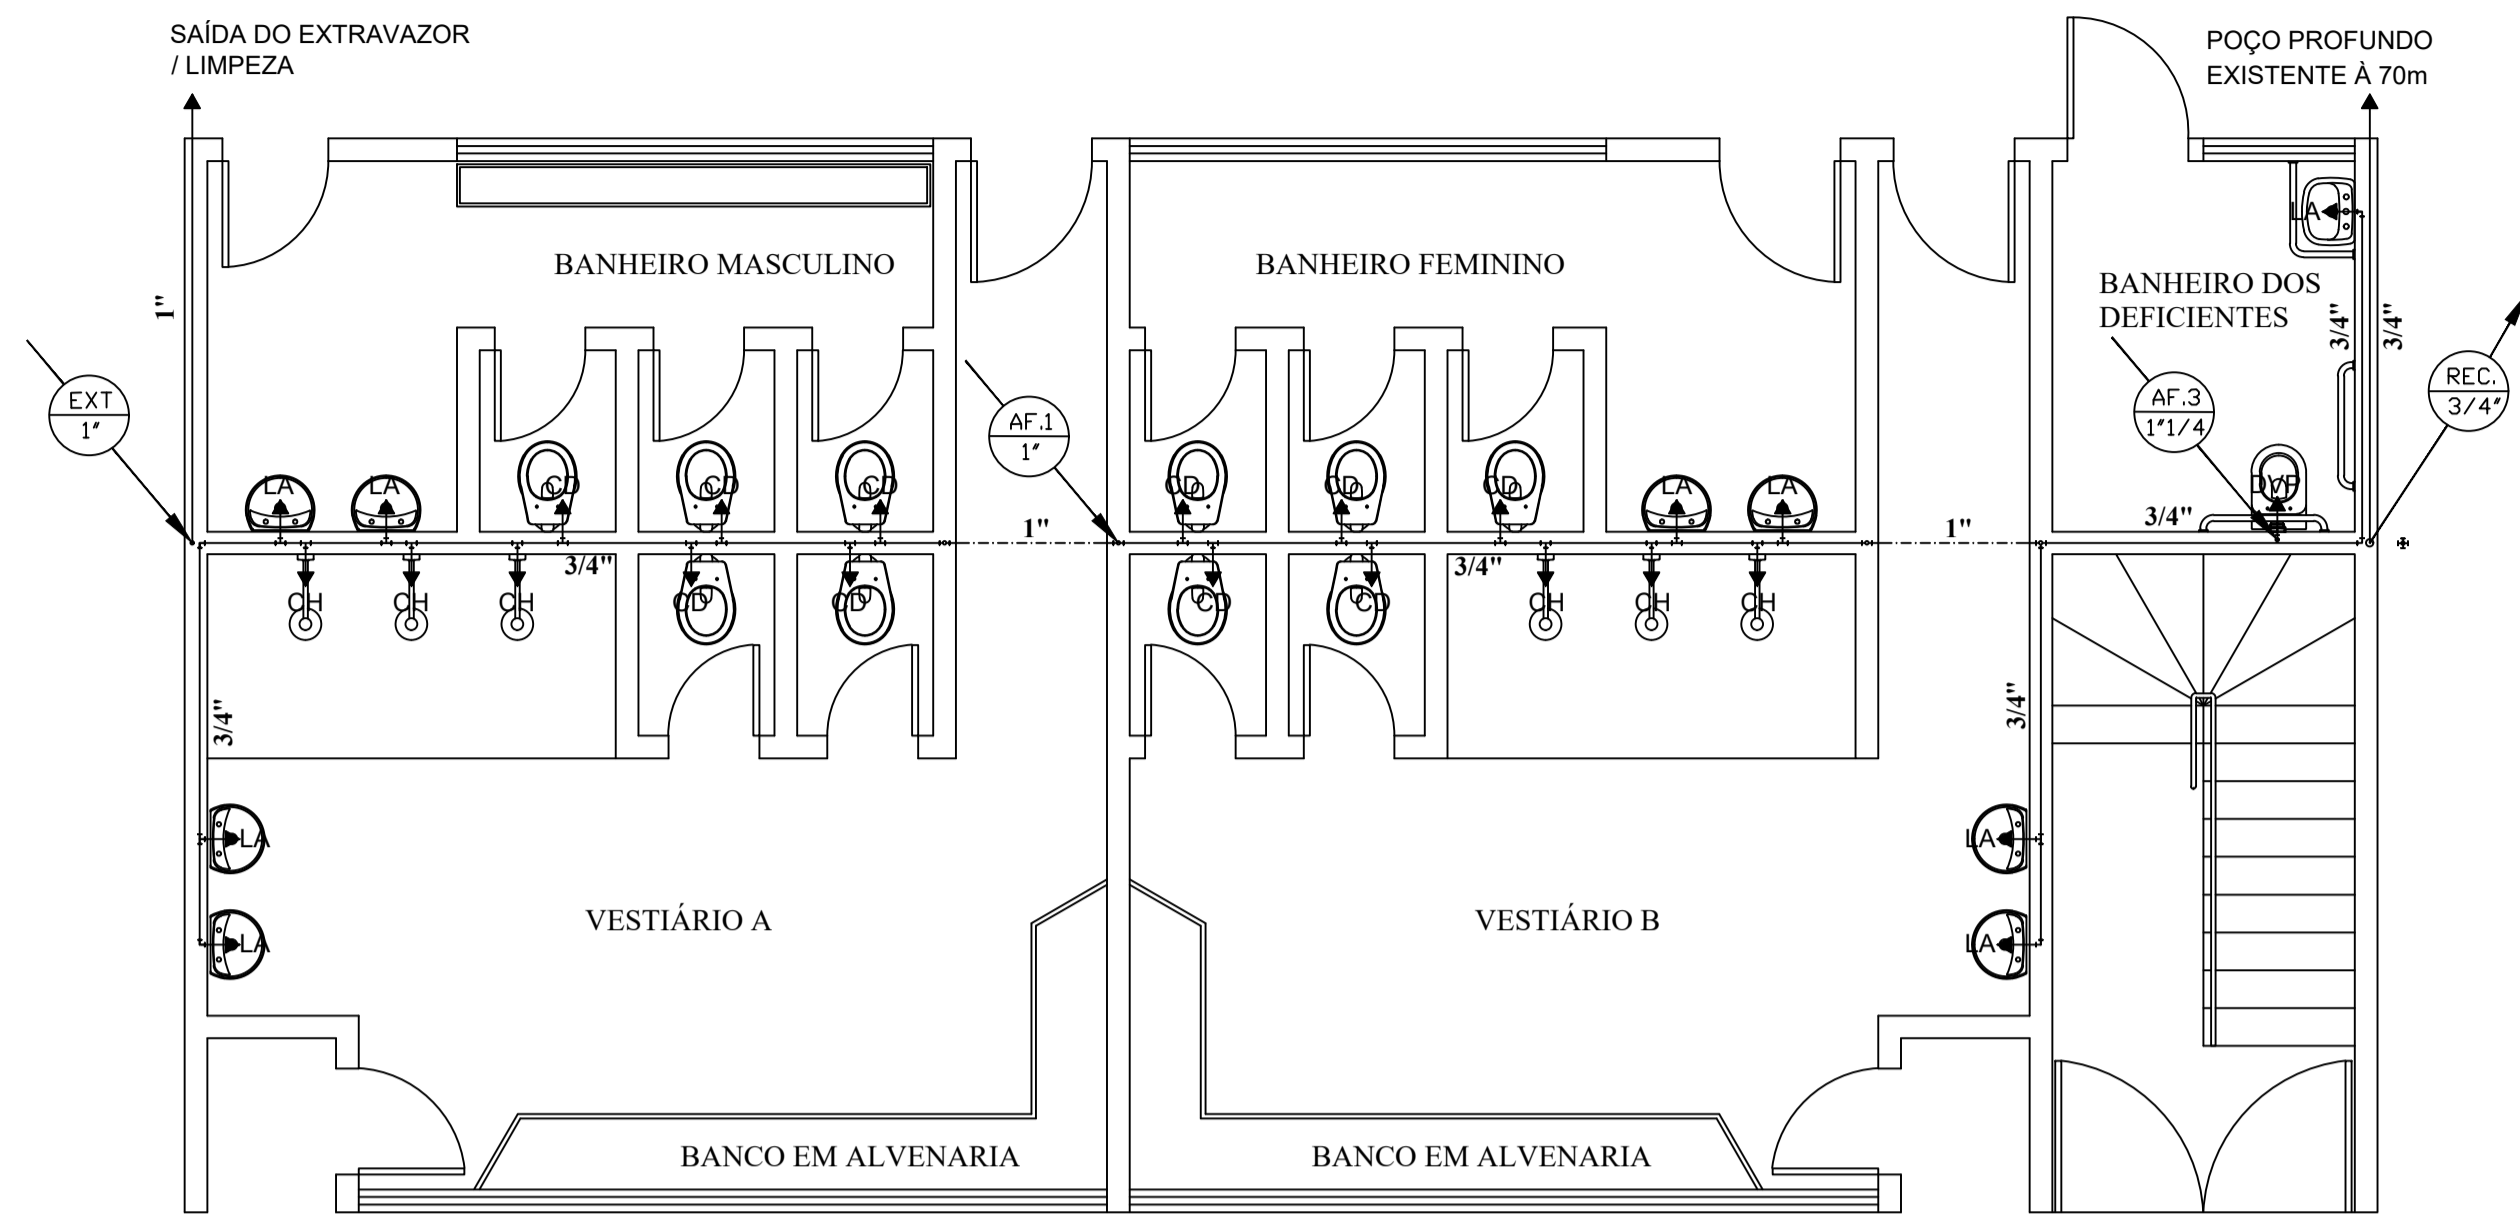 SAÍDA DO EXTRAVAZOR
/ LIMPEZA
POÇO PROFUNDO
EXISTENTE À 70m
LA
BANHEIRO MASCULINO
BANHEIRO FEMININO
BANHEIRO DOS
DEFICIENTES
1"
3/4"
3/4"
EXT
1"
AF.1
1"
AF.3
1"1/4
REC.
3/4"
LA
LA
CD
CD
CD
CD
CD
CD
LA
LA
DVP
1"
1"
3/4"
3/4"
3/4"
CH
CH
CH
CD
CD
CD
CD
CH
CH
CH
3/4"
3/4"
LA
LA
LA
LA
VESTIÁRIO A
VESTIÁRIO B
BANCO EM ALVENARIA
BANCO EM ALVENARIA